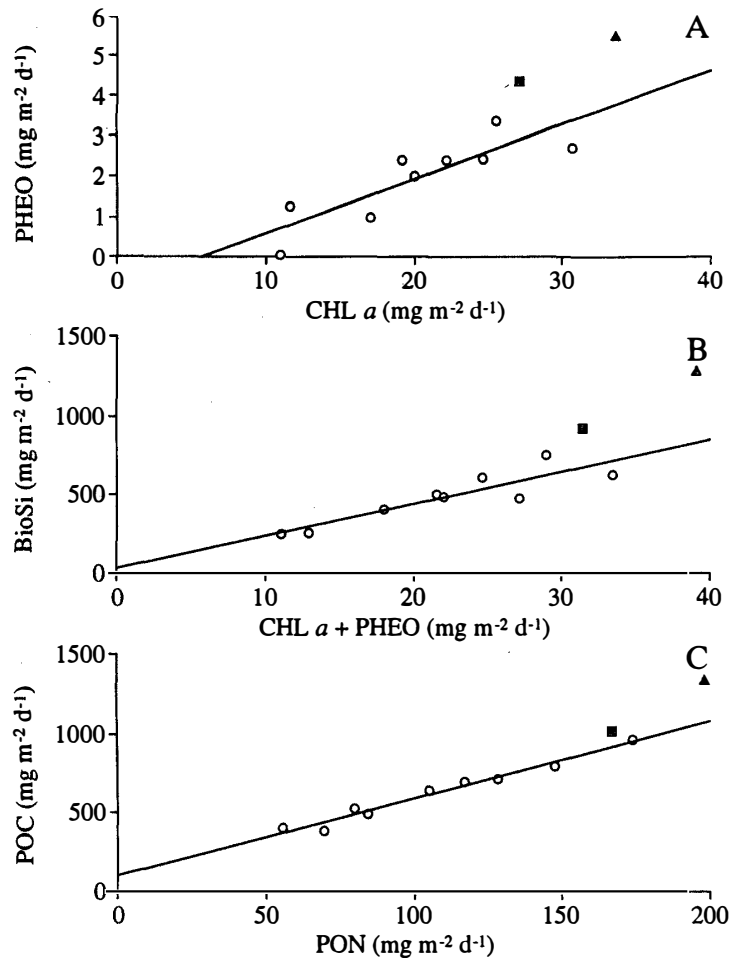 A
6
5
4
3
2
1
0
PHEO (mg m-2 d-1)
0 10 20 30 40
CHL a (mg m-2 d-1)
B
1500
1000
500
0
BioSi (mg m-2 d-1)
0 10 20 30 40
CHL a + PHEO (mg m-2 d-1)
C
1500
1000
500
0
POC (mg m-2 d-1)
0 50 100 150 200
PON (mg m-2 d-1)